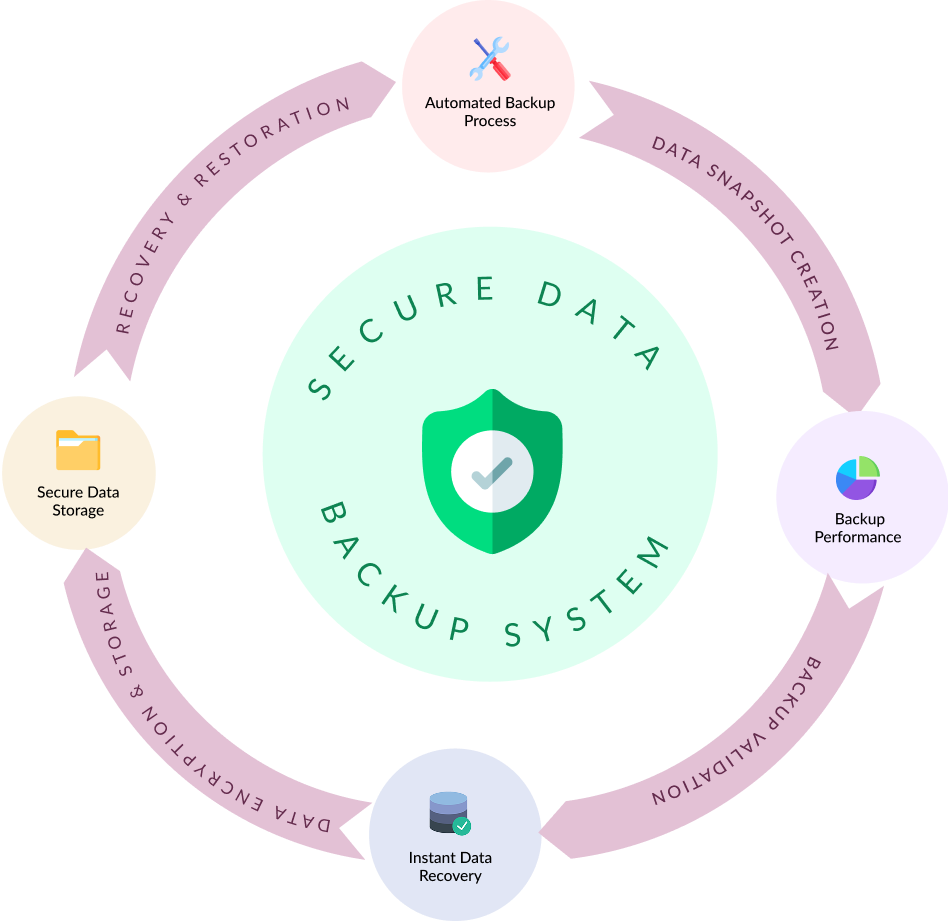 Automated Backup
Process
DATA SNAPSHOT CREATION
Backup
Performance
BACKUP VALIDATION
Instant Data
Recovery
DATA ENCRYPTION & STORAGE
Secure Data
Storage
RECOVERY & RESTORATION
SECURE DATA
BACKUP SYSTEM